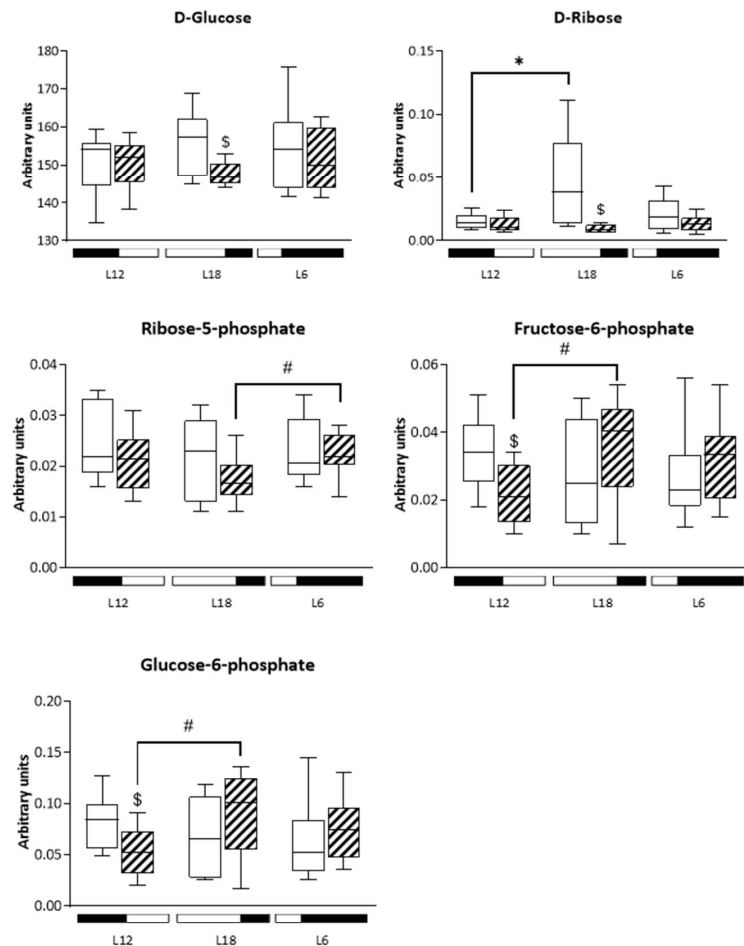 D-Glucose
Arbitrary units
180
170
160
150
140
130
$
L12
L18
L6
D-Ribose
Arbitrary units
0.15
0.10
0.05
0.00
*
$
L12
L18
L6
Ribose-5-phosphate
Arbitrary units
0.04
0.03
0.02
0.01
0.00
#
L12
L18
L6
Fructose-6-phosphate
Arbitrary units
0.06
0.04
0.02
0.00
#
$
L12
L18
L6
Glucose-6-phosphate
Arbitrary units
0.20
0.15
0.10
0.05
0.00
#
$
L12
L18
L6